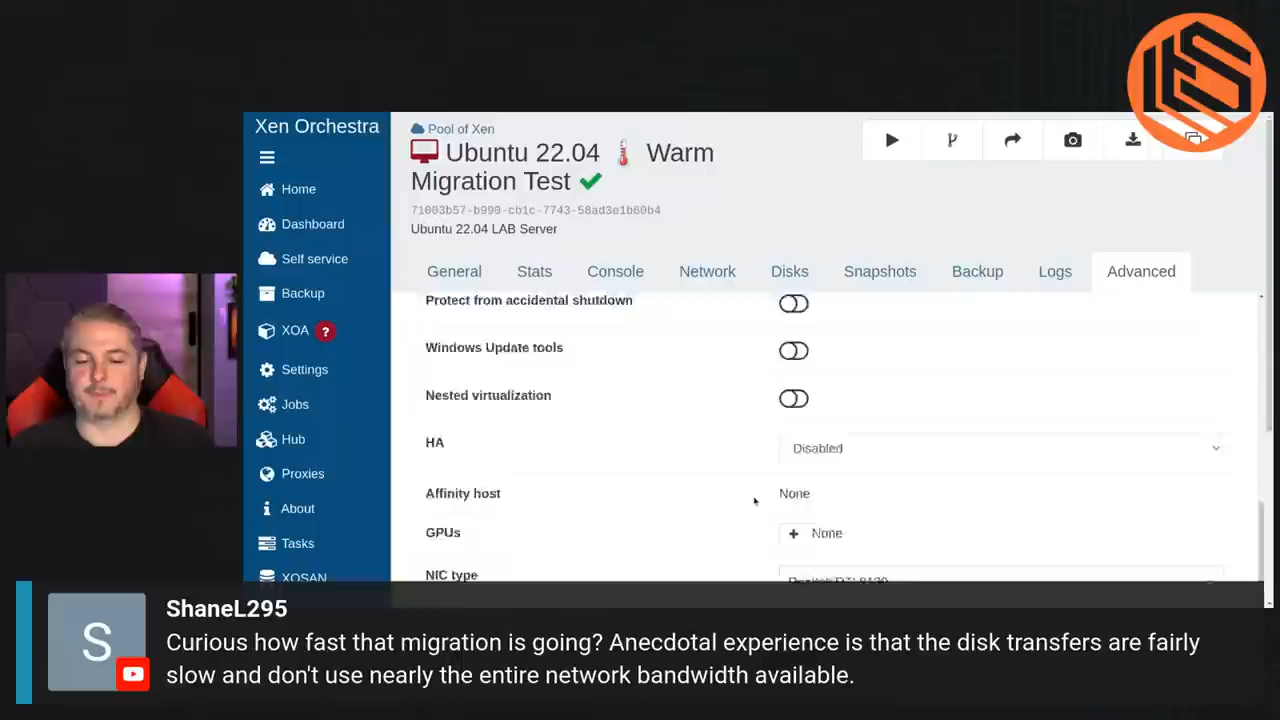 Xen Orchestra
Home
Dashboard
Self service
Backup
XOA ?
Settings
Jobs
Hub
Proxies
About
Tasks
XOSAN
Pool of Xen
Ubuntu 22.04 🌡️ Warm
Migration Test ✔
71003b57-b990-cb1c-7743-58ad3e1b60b4
Ubuntu 22.04 LAB Server
General Stats Console Network Disks Snapshots Backup Logs Advanced
Protect from accidental shutdown
Windows Update tools
Nested virtualization
HA Disabled
Affinity host None
GPUs + None
NIC type
S
ShaneL295
Curious how fast that migration is going? Anecdotal experience is that the disk transfers are fairly
slow and don't use nearly the entire network bandwidth available.